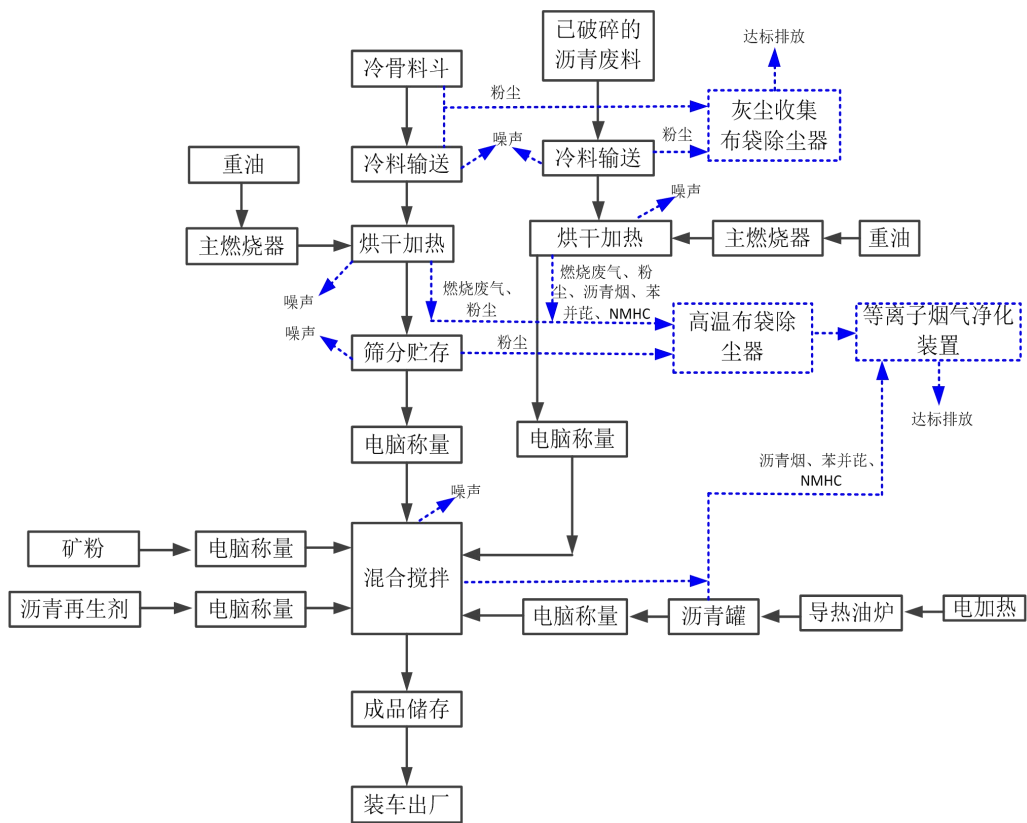 已破碎的
沥青废料
达标排放
冷骨料斗
粉尘
灰尘收集
布袋除尘器
粉尘
噪声
重油
冷料输送
冷料输送
噪声
主燃烧器
烘干加热
烘干加热
主燃烧器
重油
噪声
燃烧废气、
粉尘
燃烧废气、粉
尘、沥青烟、苯
并芘、NMHC
高温布袋除
尘器
等离子烟气净化
装置
噪声
筛分贮存
粉尘
达标排放
电脑称量
电脑称量
沥青烟、苯并芘、
NMHC
噪声
矿粉
电脑称量
混合搅拌
沥青再生剂
电脑称量
电脑称量
沥青罐
导热油炉
电加热
成品储存
装车出厂